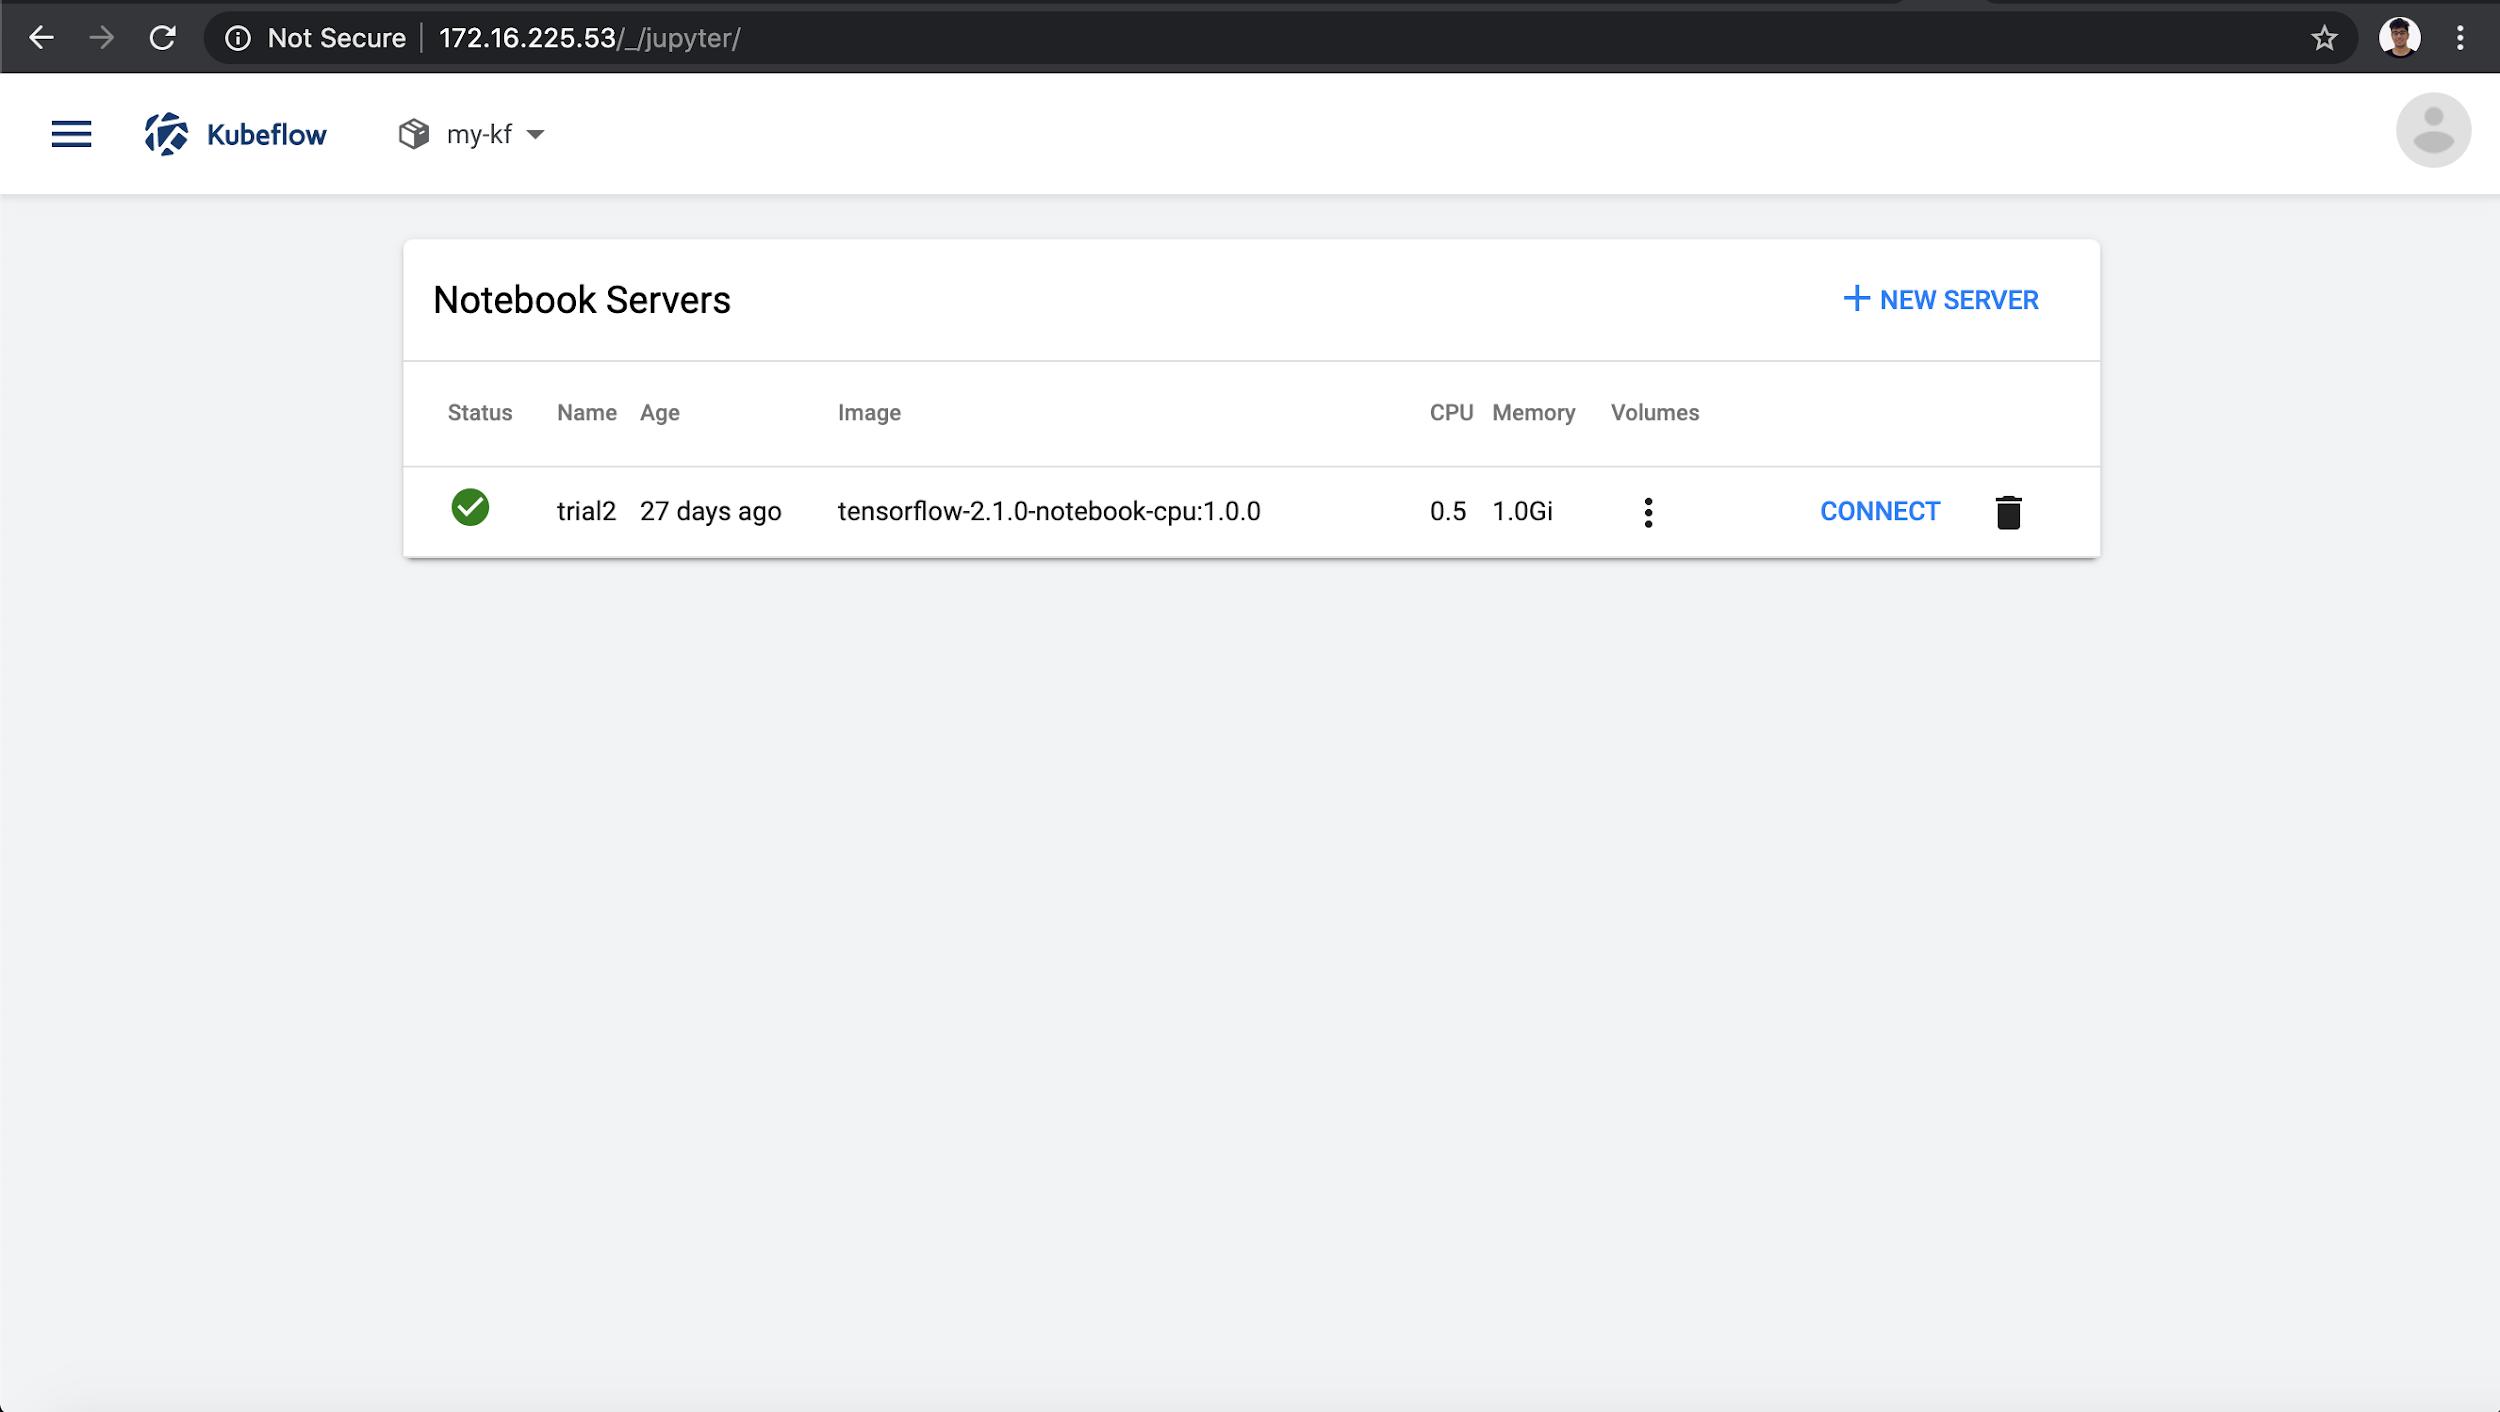 Not Secure 172.16.225.53/_/jupyter/
Kubeflow my-kf
Notebook Servers NEW SERVER
Status Name Age Image CPU Memory Volumes
trial2 27 days ago tensorflow-2.1.0-notebook-cpu:1.0.0 0.5 1.0Gi CONNECT